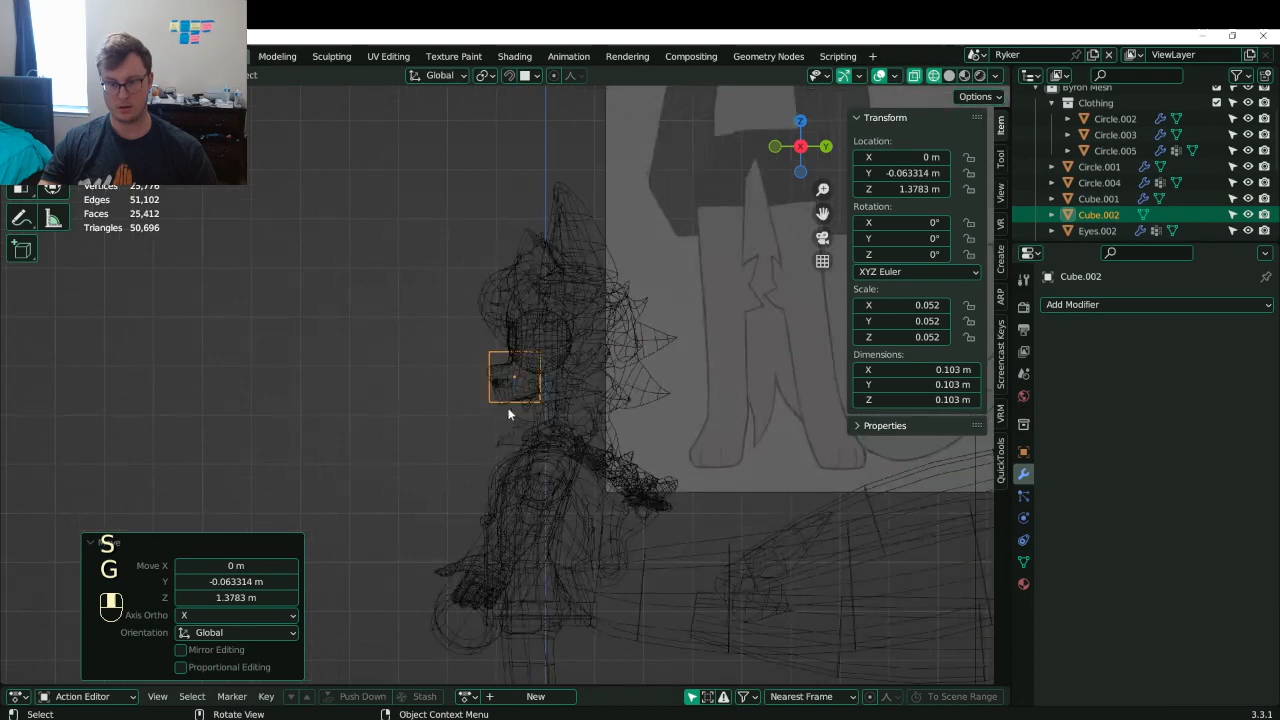 Modeling Sculpting UV Editing Texture Paint Shading Animation Rendering Compositing Geometry Nodes Scripting Ryker ViewLayer
ect Global
Options
Byron Mesh
Clothing
Circle.002
Circle.003
Circle.005
Circle.001
Circle.004
Cube.001
Cube.002
Eyes.002
Vertices 25,776
Edges 51,102
Faces 25,412
Triangles 50,696
Z
X
Y
Transform
Location:
X 0 m
Y -0.063314 m
Z 1.3783 m
Rotation:
X 0°
Y 0°
Z 0°
XYZ Euler
Scale:
X 0.052
Y 0.052
Z 0.052
Dimensions:
X 0.103 m
Y 0.103 m
Z 0.103 m
Properties
Item
Tool
View
VR
Create
ARP
Screencast Keys
VRM
QuickTools
Cube.002
Add Modifier
S
G
Move X 0 m
Y -0.063314 m
Z 1.3783 m
Axis Ortho X
Orientation Global
Mirror Editing
Proportional Editing
Action Editor View Select Marker Key Push Down Stash New Nearest Frame To Scene Range
Select Rotate View Object Context Menu 3.3.1